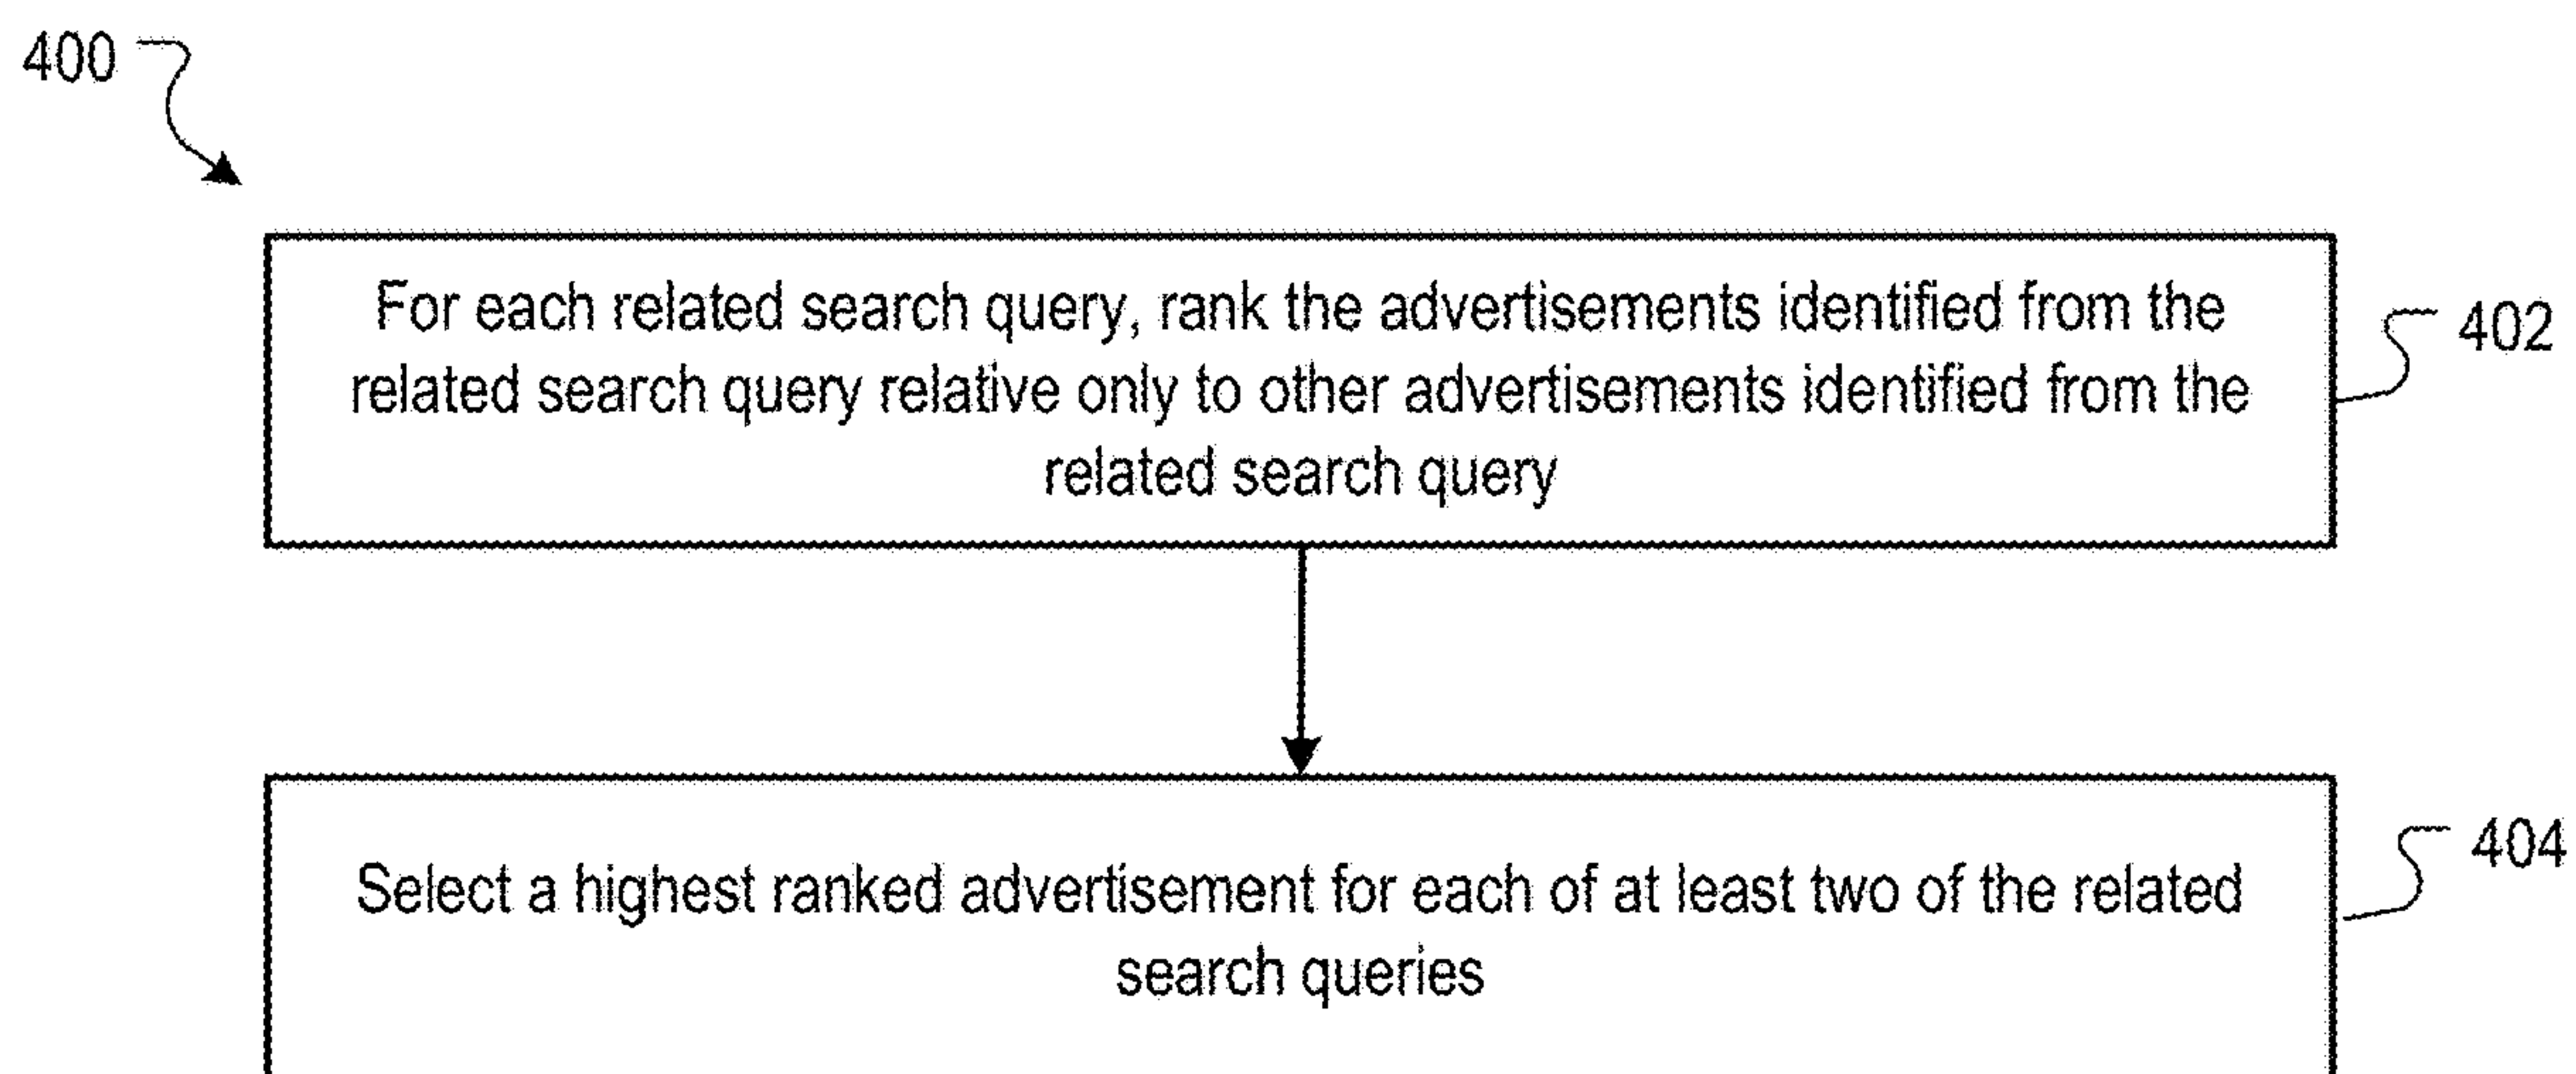 400
For each related search query, rank the advertisements identified from the
related search query relative only to other advertisements identified from the
related search query
402
Select a highest ranked advertisement for each of at least two of the related
search queries
404